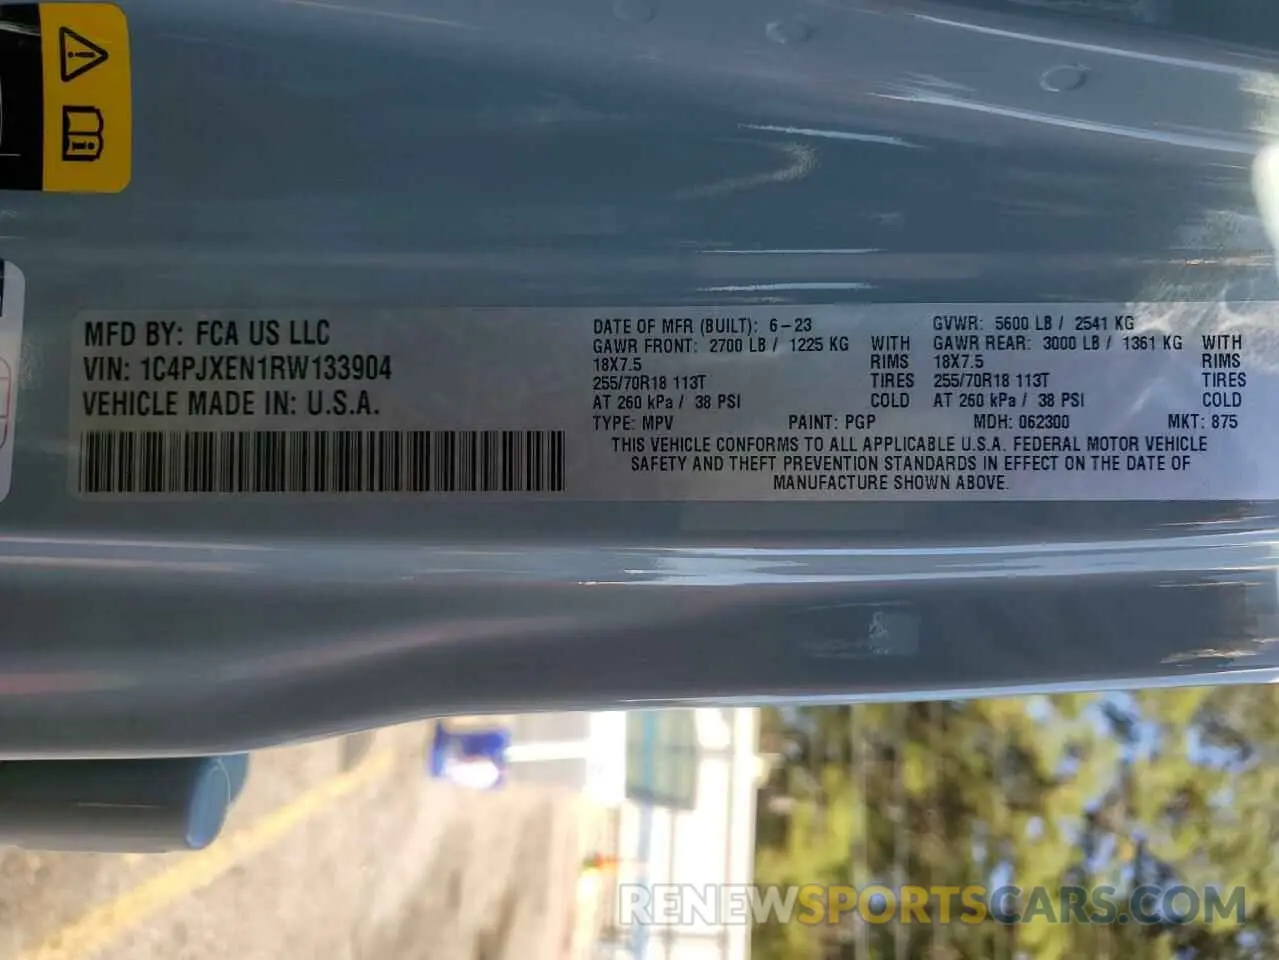 MFD BY: FCA US LLC
VIN: 1C4PJXEN1RW133904
VEHICLE MADE IN: U.S.A.
DATE OF MFR (BUILT): 6-23 GVWR: 5600 LB / 2541 KG
GAWR FRONT: 2700 LB / 1225 KG WITH GAWR REAR: 3000 LB / 1361 KG WITH
18X7.5 RIMS 18X7.5 RIMS
255/70R18 113T TIRES 255/70R18 113T TIRES
AT 260 kPa / 38 PSI COLD AT 260 kPa / 38 PSI COLD
TYPE: MPV PAINT: PGP MDH: 062300 MKT: 875
THIS VEHICLE CONFORMS TO ALL APPLICABLE U.S.A. FEDERAL MOTOR VEHICLE
SAFETY AND THEFT PREVENTION STANDARDS IN EFFECT ON THE DATE OF
MANUFACTURE SHOWN ABOVE.
RENEWSPORTSCARS.COM